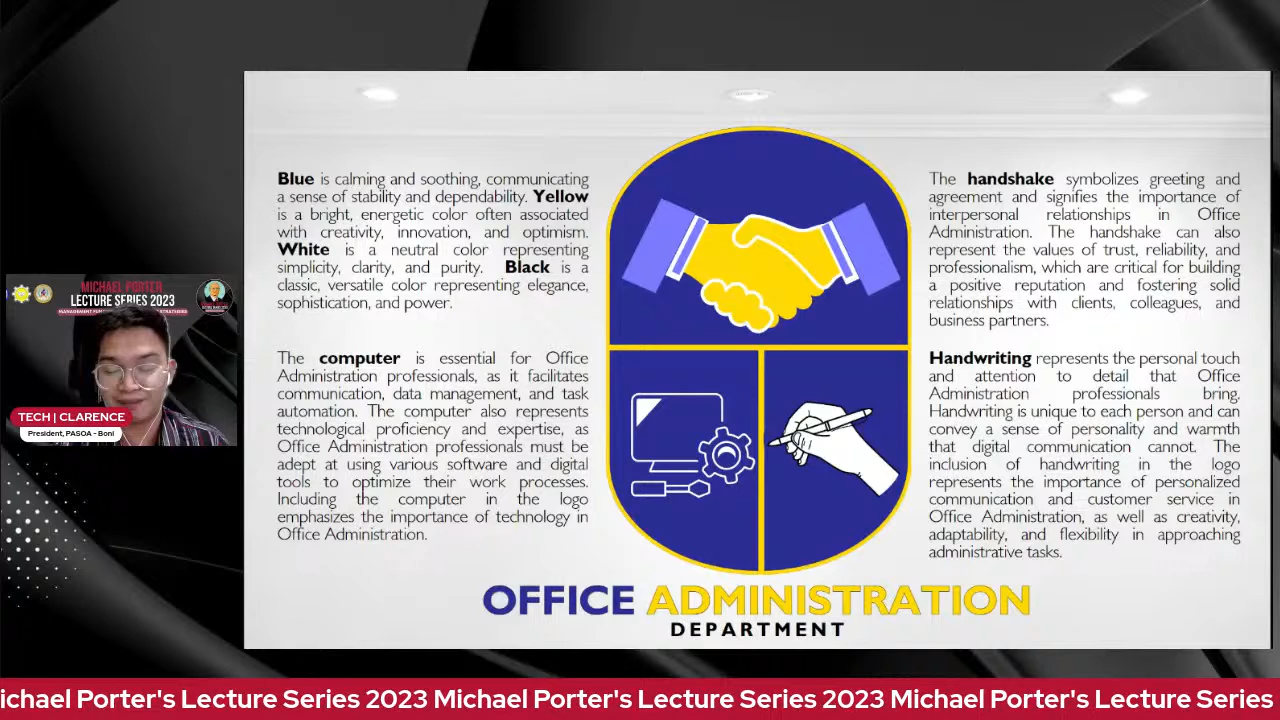 Blue is calming and soothing, communicating
a sense of stability and dependability. Yellow
is a bright, energetic color often associated
with creativity, innovation, and optimism.
White is a neutral color representing
simplicity, clarity, and purity. Black is a
classic, versatile color representing elegance,
sophistication, and power.
The computer is essential for Office
Administration professionals, as it facilitates
communication, data management, and task
automation. The computer also represents
technological proficiency and expertise, as
Office Administration professionals must be
adept at using various software and digital
tools to optimize their work processes.
Including the computer in the logo
emphasizes the importance of technology in
Office Administration.
The handshake symbolizes greeting and
agreement and signifies the importance of
interpersonal relationships in Office
Administration. The handshake can also
represent the values of trust, reliability, and
professionalism, which are critical for building
a positive reputation and fostering solid
relationships with clients, colleagues, and
business partners.
Handwriting represents the personal touch
and attention to detail that Office
Administration professionals bring.
Handwriting is unique to each person and can
convey a sense of personality and warmth
that digital communication cannot. The
inclusion of handwriting in the logo
represents the importance of personalized
communication and customer service in
Office Administration, as well as creativity,
adaptability, and flexibility in approaching
administrative tasks.
OFFICE ADMINISTRATION
DEPARTMENT
MICHAEL PORTER
LECTURE SERIES 2023
TECH | CLARENCE
President, PASOA - Boni
ichael Porter's Lecture Series 2023 Michael Porter's Lecture Series 2023 Michael Porter's Lecture Series